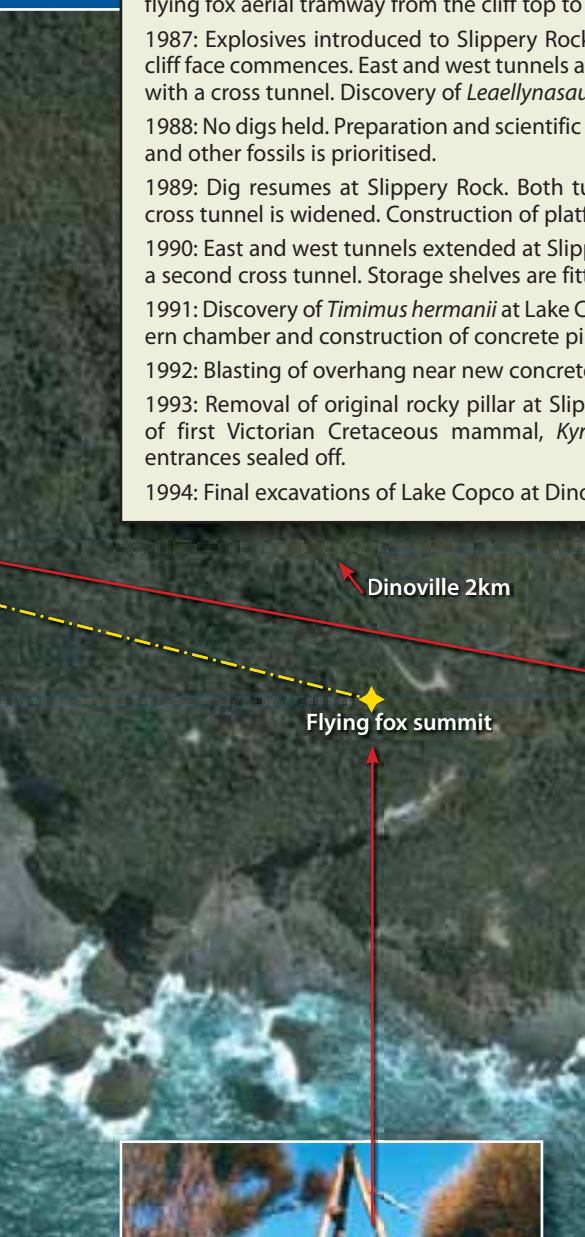 flying fox aerial tramway from the cliff top to
1987: Explosives introduced to Slippery Rock
cliff face commences. East and west tunnels a
with a cross tunnel. Discovery of Leaellynasau
1988: No digs held. Preparation and scientific
and other fossils is prioritised.
1989: Dig resumes at Slippery Rock. Both tu
cross tunnel is widened. Construction of plat
1990: East and west tunnels extended at Slip
a second cross tunnel. Storage shelves are fit
1991: Discovery of Timimus hermanii at Lake C
ern chamber and construction of concrete pi
1992: Blasting of overhang near new concret
1993: Removal of original rocky pillar at Slip
of first Victorian Cretaceous mammal, Kyr
entrances sealed off.
1994: Final excavations of Lake Copco at Dino
Dinoville 2km
Flying fox summit